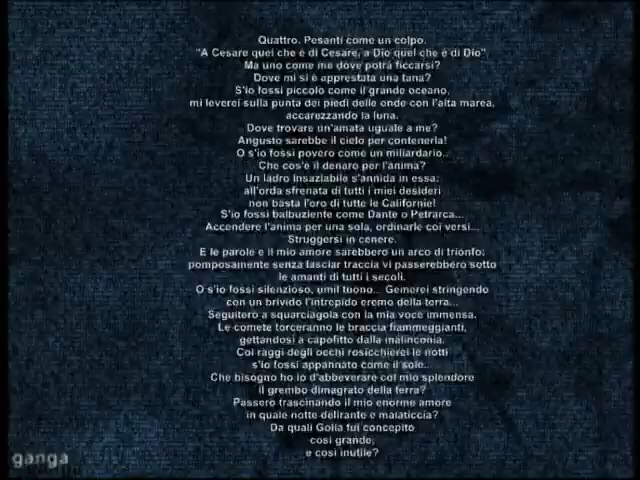 Quattro. Pesanti come un colpo.
"A Cesare quel che è di Cesare, a Dio quel che è di Dio".
Ma uno come me dove potrà ficcarsi?
Dove mi si è apprestata una tana?
S'io fossi piccolo come il grande oceano,
mi leverei sulla punta dei piedi delle onde con l'alta marea,
accarezzando la luna.
Dove trovare un'amata uguale a me?
Angusto sarebbe il cielo per contenerla!
O s'io fossi povero come un miliardario..
Che cos'è il denaro per l'anima?
Un ladro insaziabile s'annida in essa:
all'orda sfrenata di tutti i miei desideri
non basta l'oro di tutte le Californie!
S'io fossi balbuziente come Dante o Petrarca...
Accendere l'anima per una sola, ordinarle coi versi...
Struggersi in cenere.
E le parole e il mio amore sarebbero un arco di trionfo:
pomposamente senza lasciar traccia vi passerebbero sotto
le amanti di tutti i secoli.
O s'io fossi silenzioso, umil tuono... Gemerei stringendo
con un brivido l'intrepido eremo della terra...
Seguitero a squarciagola con la mia voce immensa.
Le comete torceranno le braccia fiammeggianti,
gettandosi a capofitto dalla malinconia.
Coi raggi degli occhi rosicchierei le notti
s'io fossi appannato come il sole...
Che bisogno ho io d'abbeverare col mio splendore
il grembo dimagrato della terra?
Passero trascinando il mio enorme amore
in quale notte delirante e malaticcia?
Da quali Golia fui concepito
così grande,
e così inutile?
ganga